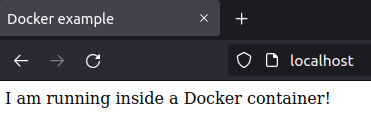 Docker example
localhost
I am running inside a Docker container!